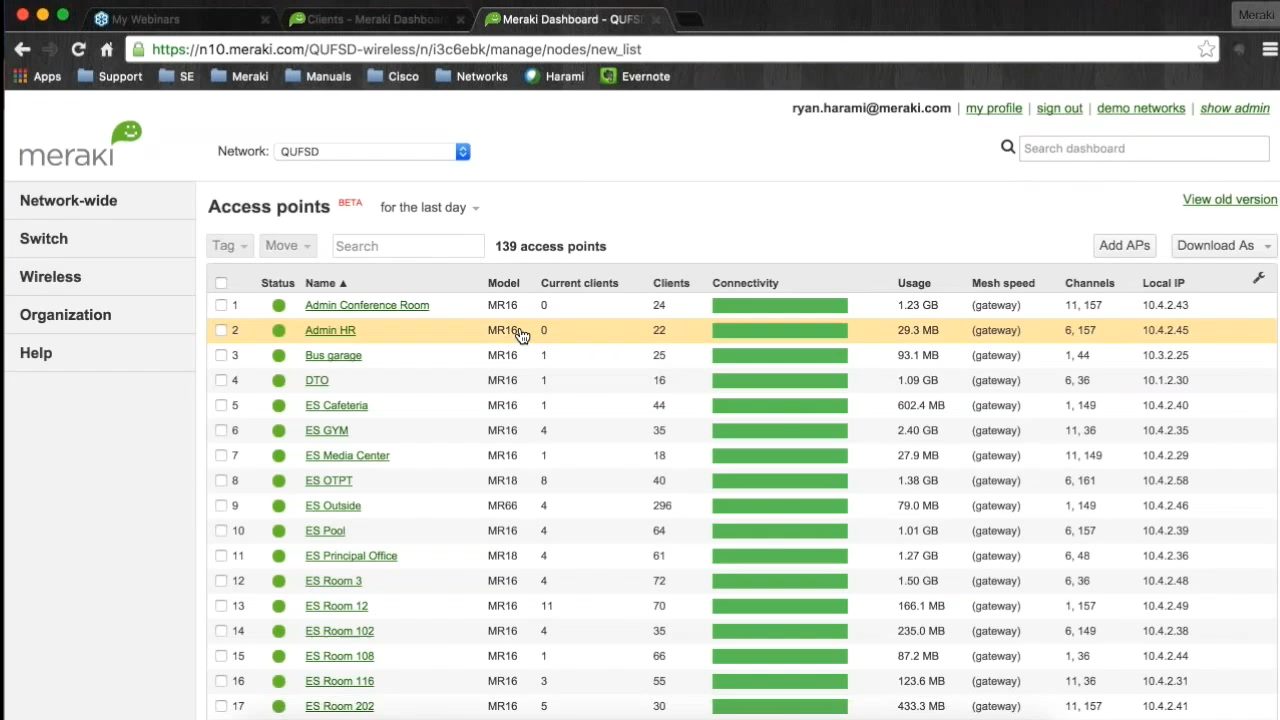 My Webinars
Clients - Meraki Dashboard
Meraki Dashboard - QUFS
Meraki
https://n10.meraki.com/QUFSD-wireless/n/i3c6ebk/manage/nodes/new_list
Apps Support SE Meraki Manuals Cisco Networks Harami Evernote
ryan.harami@meraki.com | my profile | sign out | demo networks | show admin
meraki
Network: QUFSD
Search dashboard
Network-wide
Switch
Wireless
Organization
Help
Access points BETA for the last day
View old version
Tag Move Search 139 access points Add APs Download As
Status Name ▲ Model Current clients Clients Connectivity Usage Mesh speed Channels Local IP
1 Admin Conference Room MR16 0 24 1.23 GB (gateway) 11, 157 10.4.2.43
2 Admin HR MR16 0 22 29.3 MB (gateway) 6, 157 10.4.2.45
3 Bus garage MR16 1 25 93.1 MB (gateway) 1, 44 10.3.2.25
4 DTO MR16 1 16 1.09 GB (gateway) 6, 36 10.1.2.30
5 ES Cafeteria MR16 1 44 602.4 MB (gateway) 1, 149 10.4.2.40
6 ES GYM MR16 4 35 2.40 GB (gateway) 11, 36 10.4.2.35
7 ES Media Center MR16 1 18 27.9 MB (gateway) 11, 149 10.4.2.29
8 ES OTPT MR18 8 40 1.38 GB (gateway) 6, 161 10.4.2.58
9 ES Outside MR66 4 296 79.0 MB (gateway) 1, 149 10.4.2.46
10 ES Pool MR16 4 64 1.01 GB (gateway) 6, 157 10.4.2.39
11 ES Principal Office MR18 4 61 1.27 GB (gateway) 6, 48 10.4.2.36
12 ES Room 3 MR16 4 72 1.50 GB (gateway) 6, 36 10.4.2.48
13 ES Room 12 MR16 11 70 166.1 MB (gateway) 1, 157 10.4.2.49
14 ES Room 102 MR16 4 35 235.0 MB (gateway) 6, 149 10.4.2.38
15 ES Room 108 MR16 1 66 87.2 MB (gateway) 1, 36 10.4.2.44
16 ES Room 116 MR16 3 55 123.6 MB (gateway) 11, 36 10.4.2.31
17 ES Room 202 MR16 5 30 433.3 MB (gateway) 11, 157 10.4.2.41